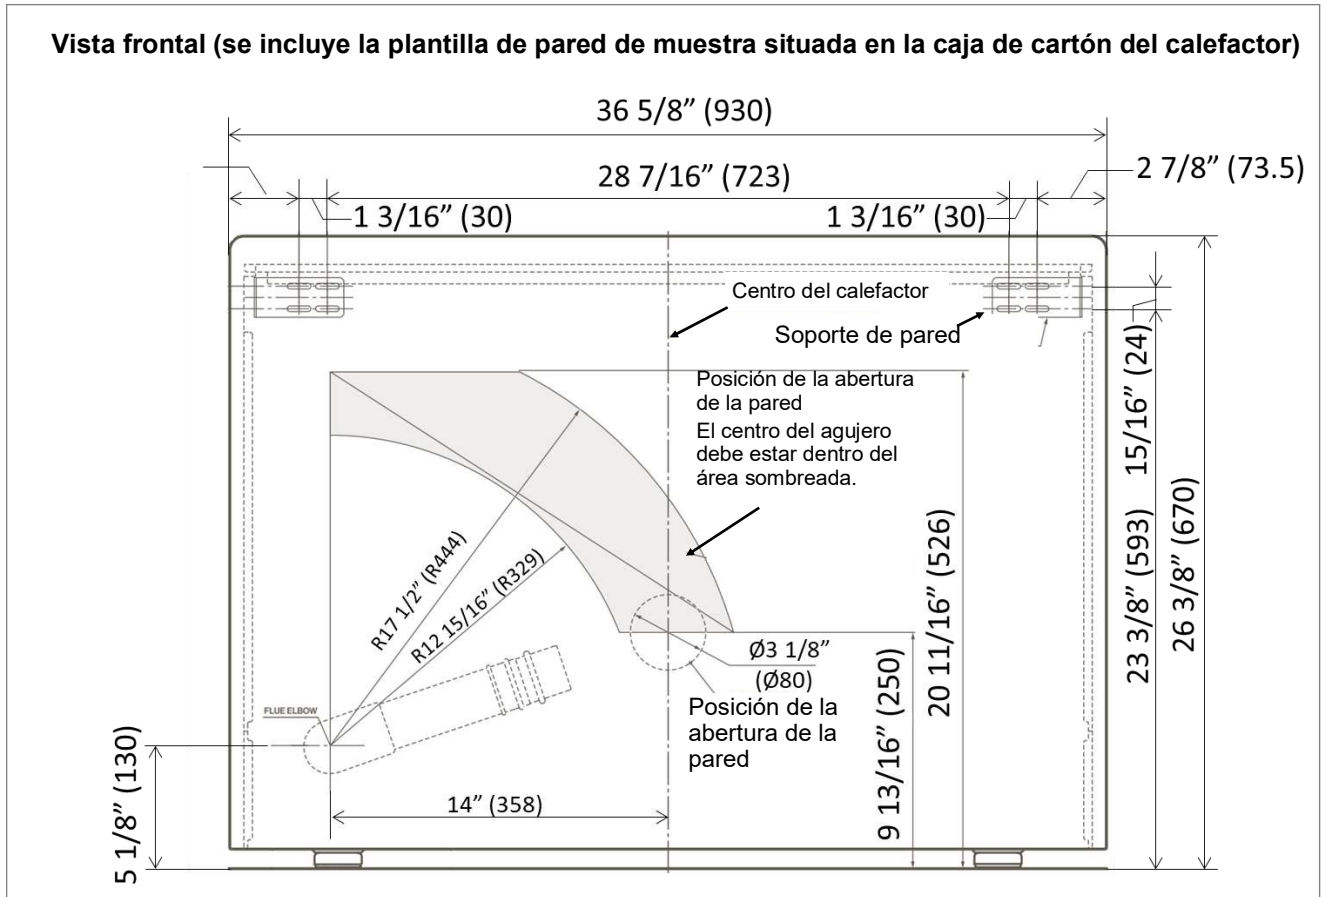 Vista frontal (se incluye la plantilla de pared de muestra situada en la caja de cartón del calefactor)
36 5/8” (930)
28 7/16” (723)
2 7/8” (73.5)
1 3/16” (30)
1 3/16” (30)
Centro del calefactor
Soporte de pared
Posición de la abertura
de la pared
El centro del agujero
debe estar dentro del
área sombreada.
15/16” (24)
23 3/8” (593)
26 3/8” (670)
20 11/16” (526)
9 13/16” (250)
R17 1/2” (R444)
R12 15/16” (R329)
Ø3 1/8”
(Ø80)
Posición de la
abertura de la
pared
FLUE ELBOW
14” (358)
5 1/8” (130)